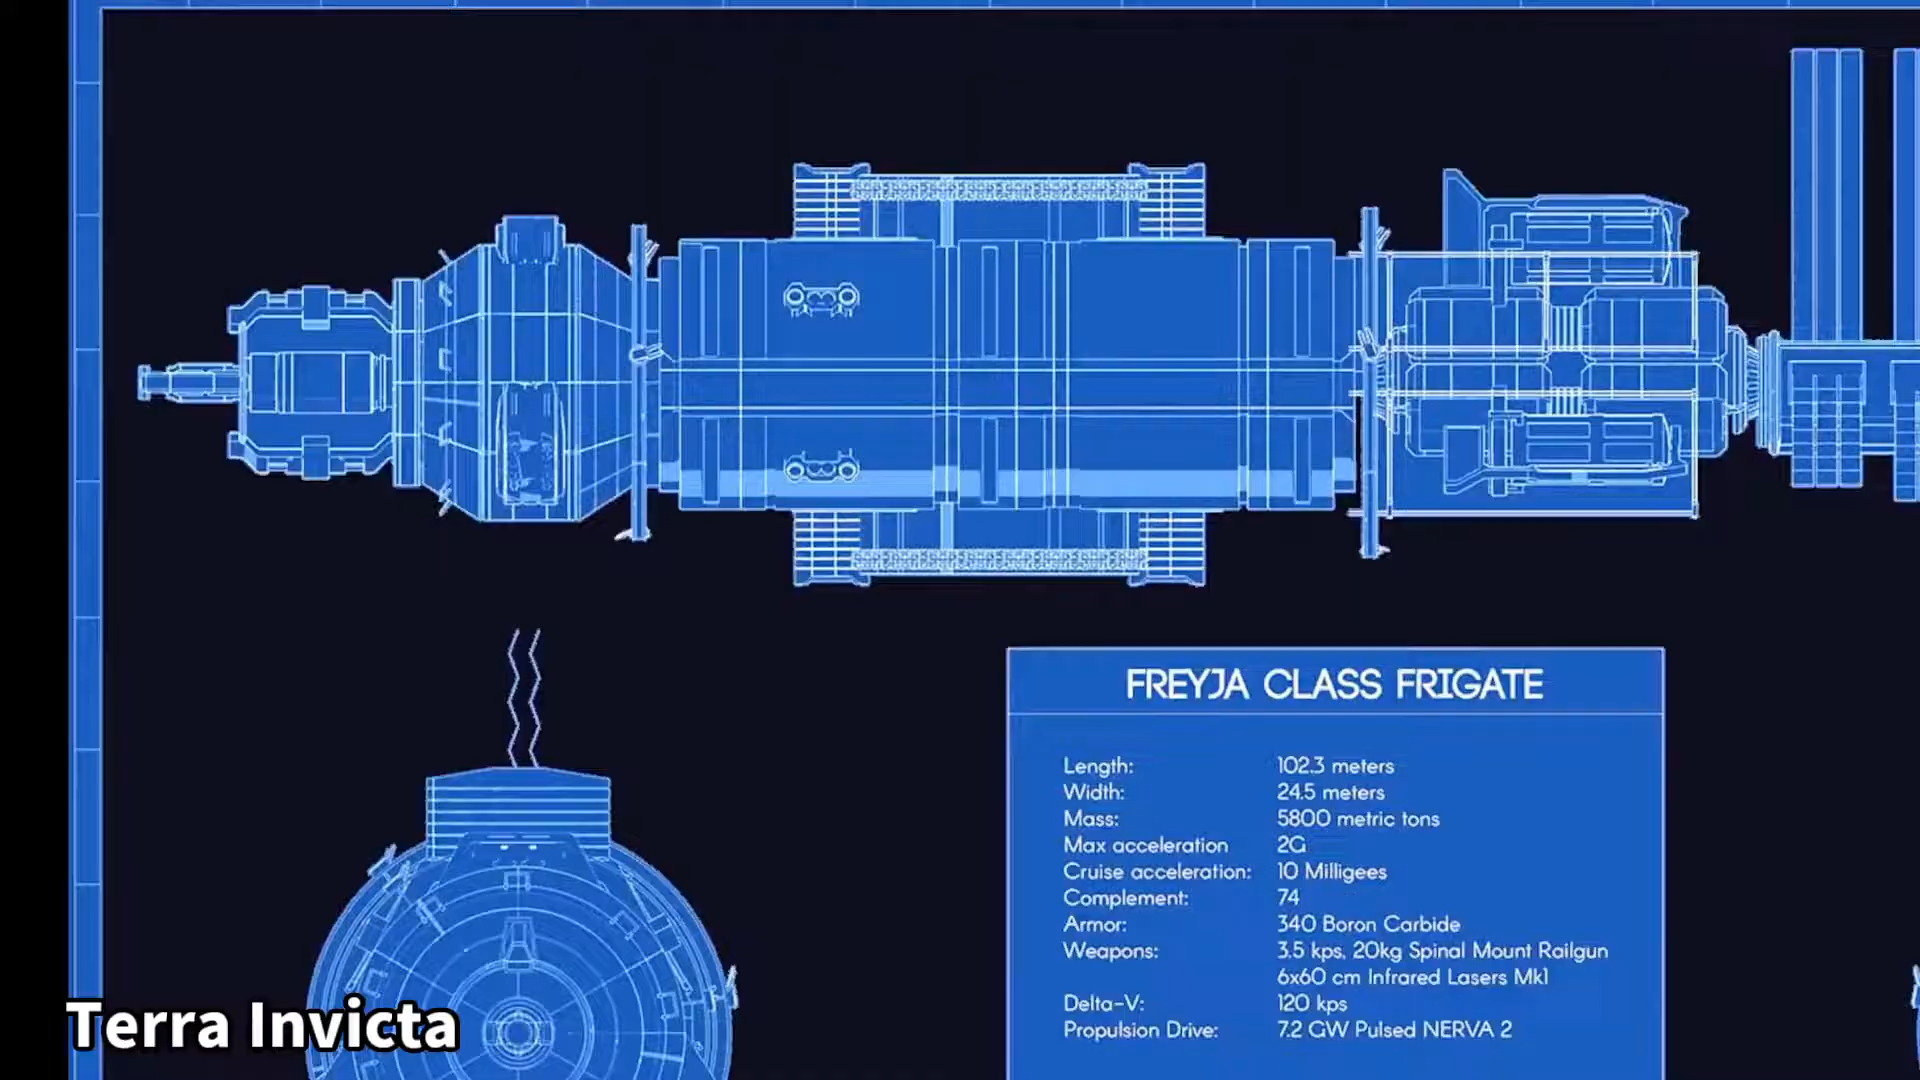 FREYJA CLASS FRIGATE
Length: 102.3 meters
Width: 24.5 meters
Mass: 5800 metric tons
Max acceleration 2G
Cruise acceleration: 10 Milligees
Complement: 74
Armor: 340 Boron Carbide
Weapons: 3.5 kps, 20kg Spinal Mount Railgun
6x60 cm Infrared Lasers Mk1
Delta-V: 120 kps
Propulsion Drive: 7.2 GW Pulsed NERVA 2
Terra Invicta